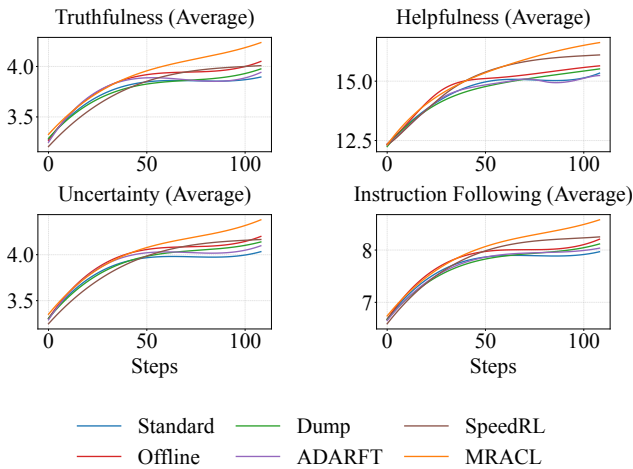 Truthfulness (Average)
Helpfulness (Average)
4.0
3.5
15.0
12.5
0
50
100
0
50
100
Uncertainty (Average)
Instruction Following (Average)
4.0
3.5
8
7
0
50
100
0
50
100
Steps
Steps
Standard
Dump
SpeedRL
Offline
ADARFT
MRACL